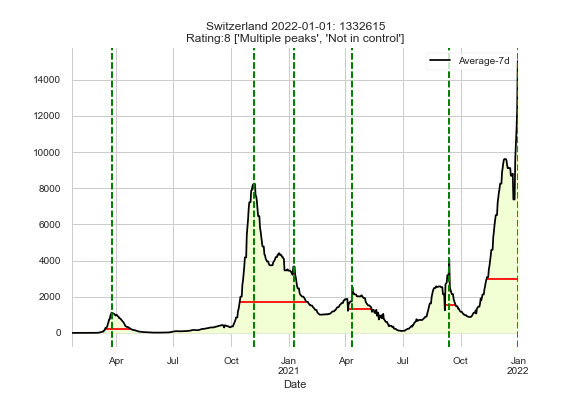 Switzerland 2022-01-01: 1332615
Rating:8 ['Multiple peaks', 'Not in control']
Average-7d
14000
12000
10000
8000
6000
4000
2000
0
Apr Jul Oct Jan Apr Jul Oct Jan
2021 2022
Date